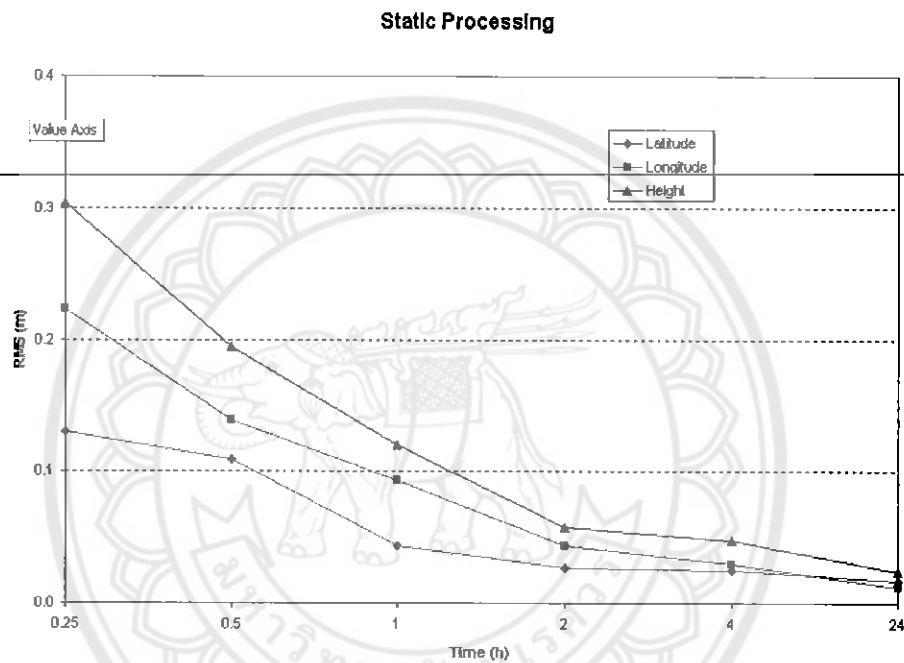 Static Processing
0.4
Value Axis
Latitude
Longitude
Height
0.3
0.2
RMS (m)
0.1
0.0
0.25 0.5 1 2 4 24
Time (h)